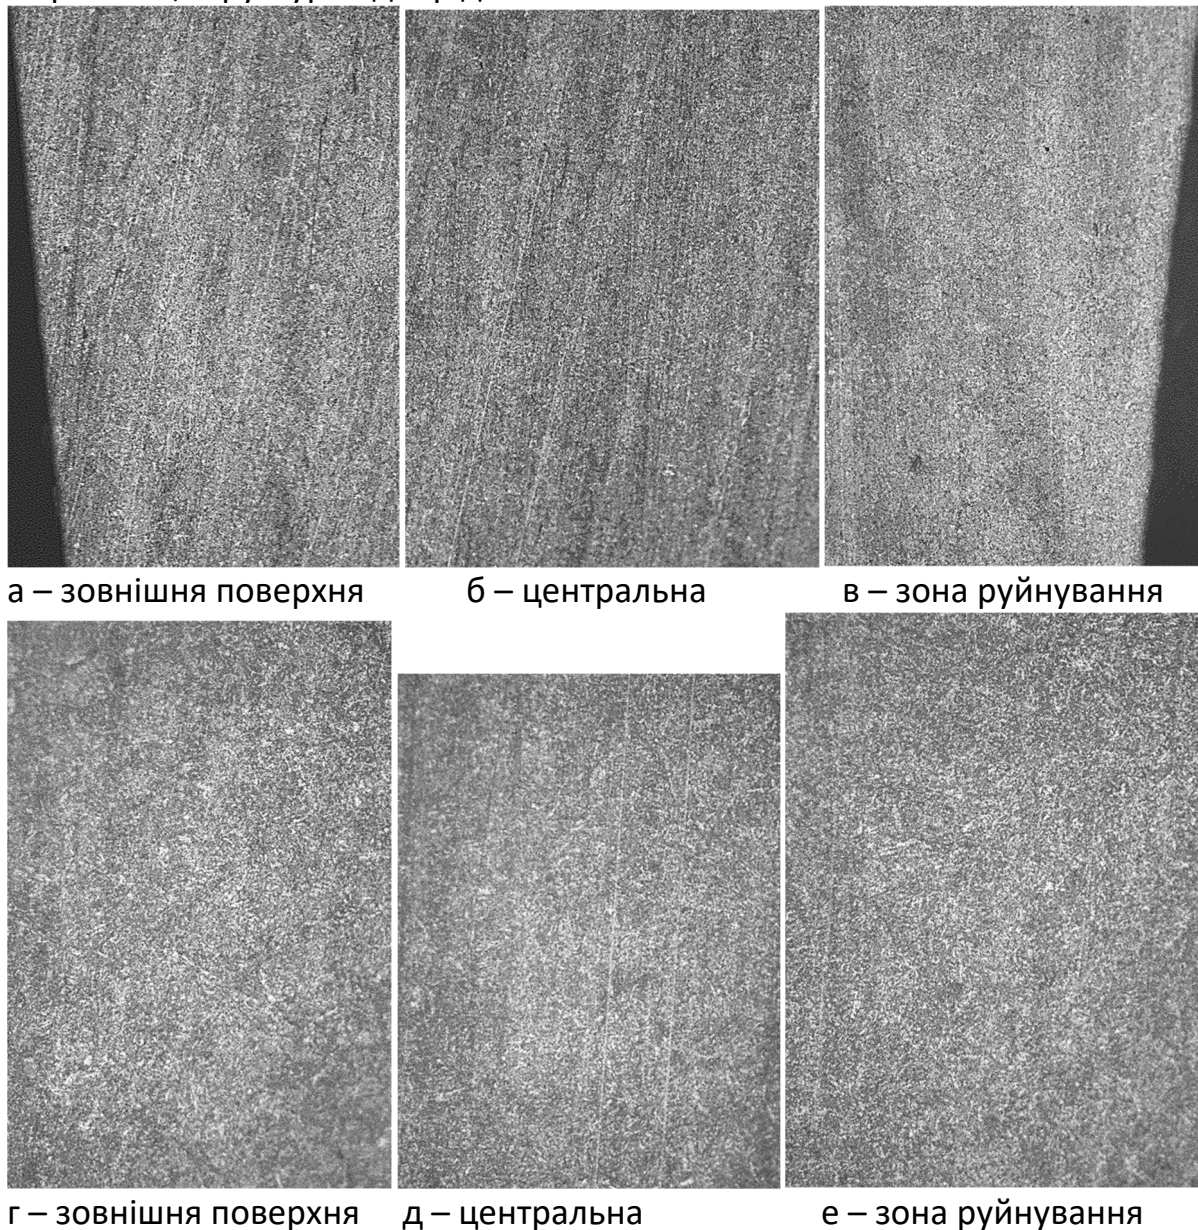 а – зовнішня поверхня б – центральна в – зона руйнування
г – зовнішня поверхня д – центральна е – зона руйнування